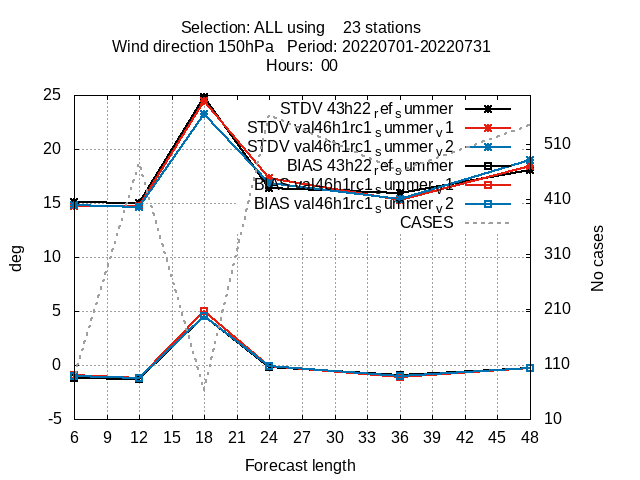 Selection: ALL using    23 stations
Wind direction 150hPa   Period: 20220701-20220731
Hours:  00
STDV 43h22_ref_summer
STDV val46h1rc1_summer_v1
STDV val46h1rc1_summer_v2
BIAS 43h22_ref_summer
BIAS val46h1rc1_summer_v1
BIAS val46h1rc1_summer_v2
CASES
25
20
15
10
5
0
-5
deg
510
410
310
210
110
10
No cases
6 9 12 15 18 21 24 27 30 33 36 39 42 45 48
Forecast length